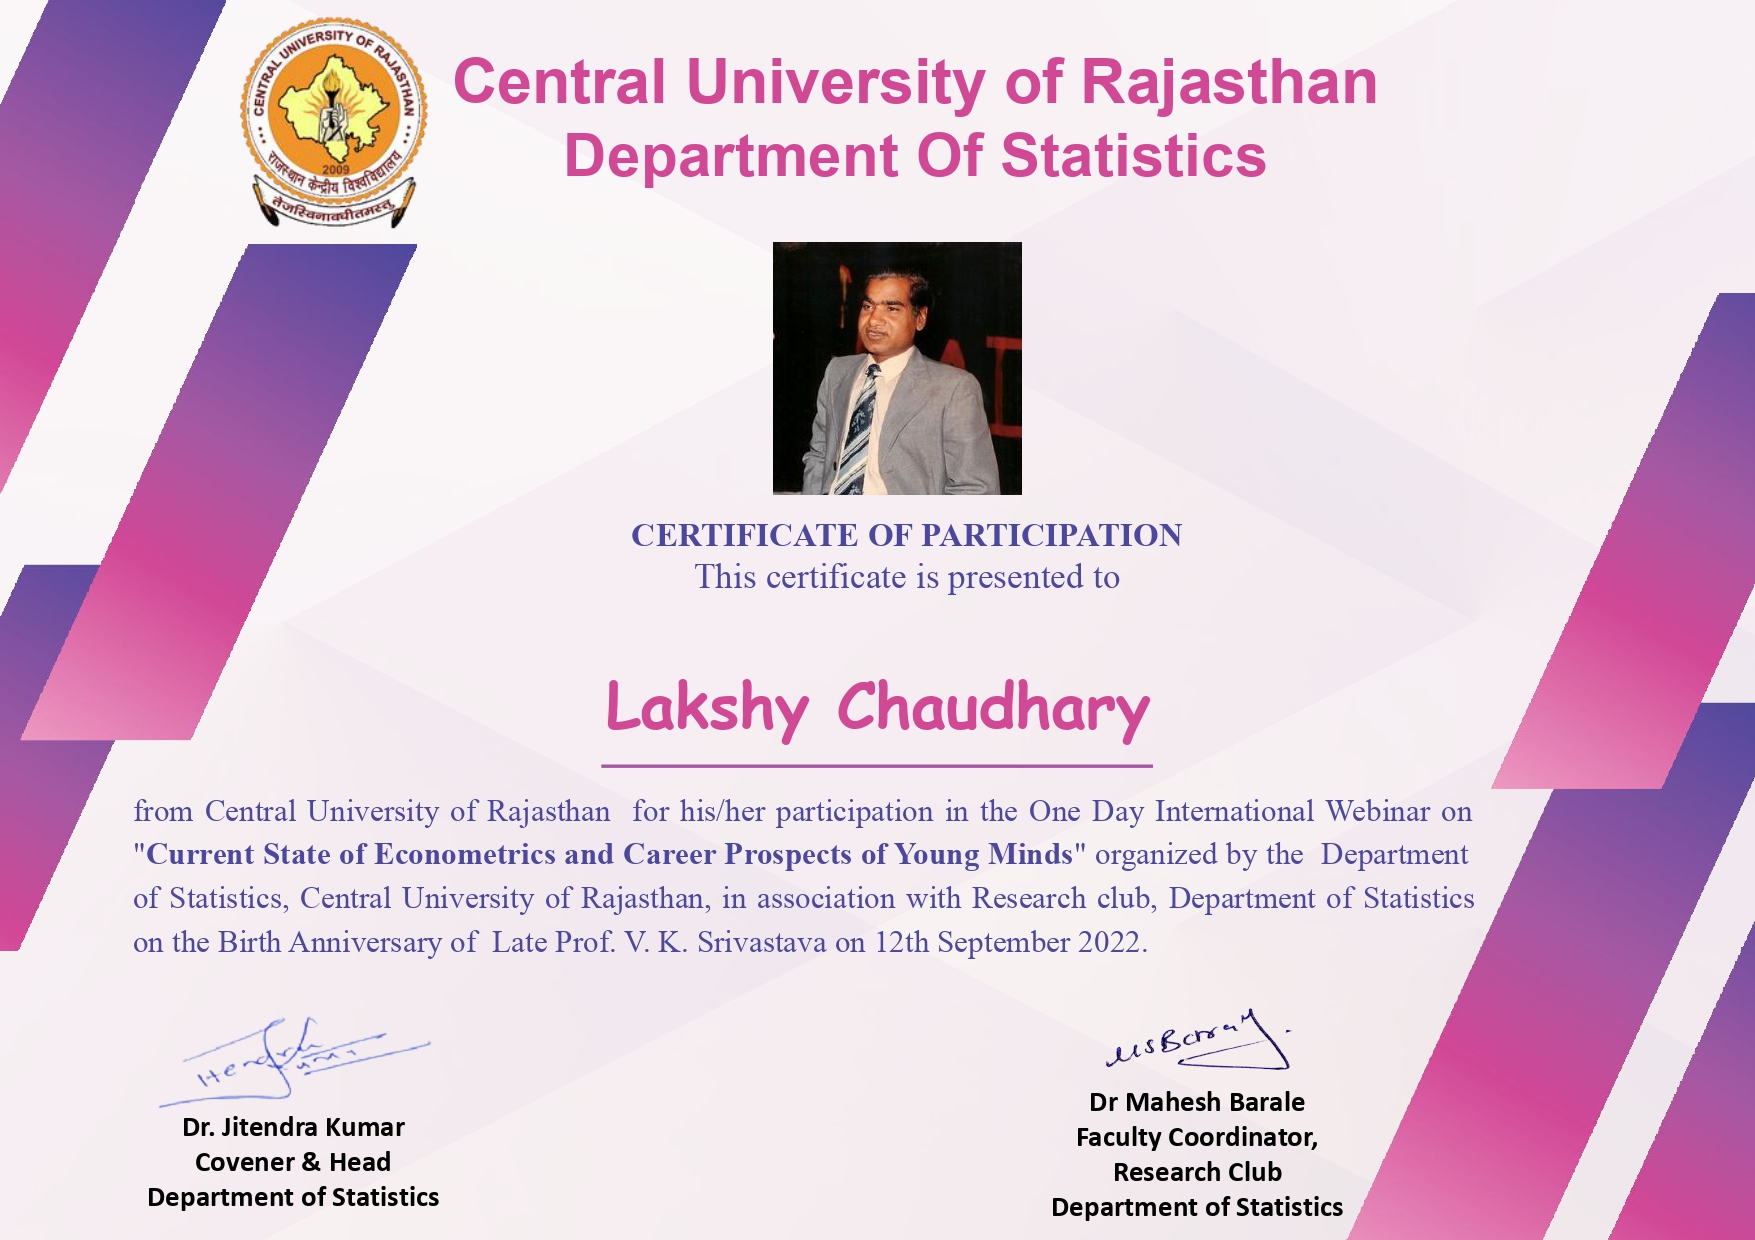 CENTRAL UNIVERSITY OF RAJASTHAN
2009
राजस्थान केन्द्रीय विश्वविद्यालय
तेजस्विनावधीतमस्तु
Central University of Rajasthan
Department Of Statistics
CERTIFICATE OF PARTICIPATION
This certificate is presented to
Lakshy Chaudhary
from Central University of Rajasthan for his/her participation in the One Day International Webinar on
"Current State of Econometrics and Career Prospects of Young Minds" organized by the Department
of Statistics, Central University of Rajasthan, in association with Research club, Department of Statistics
on the Birth Anniversary of Late Prof. V. K. Srivastava on 12th September 2022.
Dr. Jitendra Kumar
Covener & Head
Department of Statistics
Dr Mahesh Barale
Faculty Coordinator,
Research Club
Department of Statistics